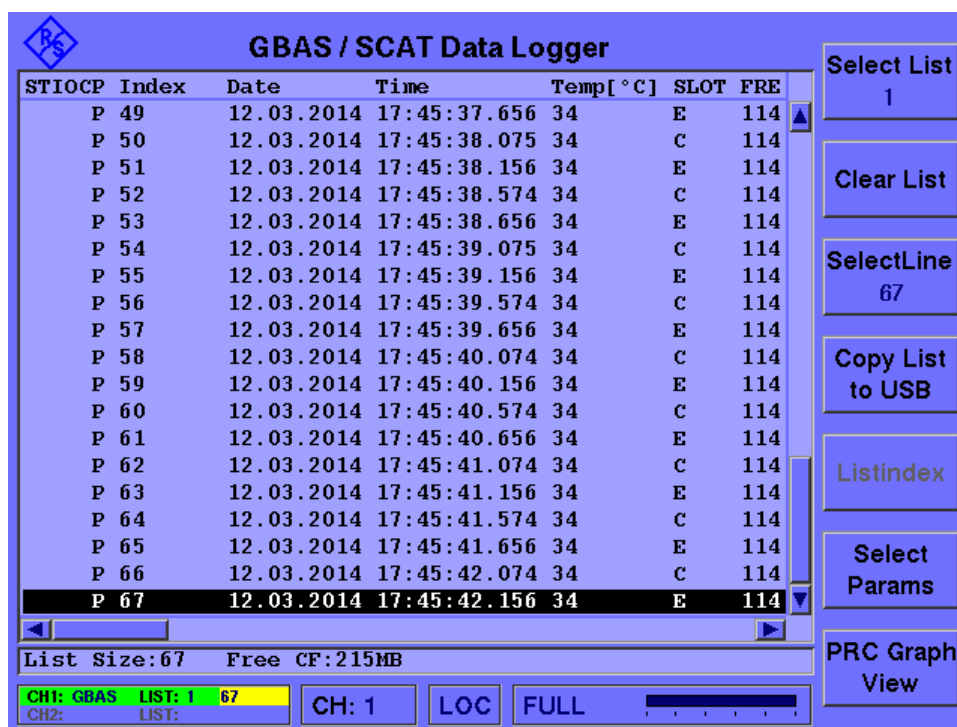 R&S
GBAS / SCAT Data Logger
STIOCP Index Date Time Temp[°C] SLOT FRE
P 49 12.03.2014 17:45:37.656 34 E 114
P 50 12.03.2014 17:45:38.075 34 C 114
P 51 12.03.2014 17:45:38.156 34 E 114
P 52 12.03.2014 17:45:38.574 34 C 114
P 53 12.03.2014 17:45:38.656 34 E 114
P 54 12.03.2014 17:45:39.075 34 C 114
P 55 12.03.2014 17:45:39.156 34 E 114
P 56 12.03.2014 17:45:39.574 34 C 114
P 57 12.03.2014 17:45:39.656 34 E 114
P 58 12.03.2014 17:45:40.074 34 C 114
P 59 12.03.2014 17:45:40.156 34 E 114
P 60 12.03.2014 17:45:40.574 34 C 114
P 61 12.03.2014 17:45:40.656 34 E 114
P 62 12.03.2014 17:45:41.074 34 C 114
P 63 12.03.2014 17:45:41.156 34 E 114
P 64 12.03.2014 17:45:41.574 34 C 114
P 65 12.03.2014 17:45:41.656 34 E 114
P 66 12.03.2014 17:45:42.074 34 C 114
P 67 12.03.2014 17:45:42.156 34 E 114
List Size:67 Free CF:215MB
CH1: GBAS LIST: 1 67
CH2: LIST:
CH: 1
LOC
FULL
Select List
1
Clear List
SelectLine
67
Copy List
to USB
Listindex
Select
Params
PRC Graph
View